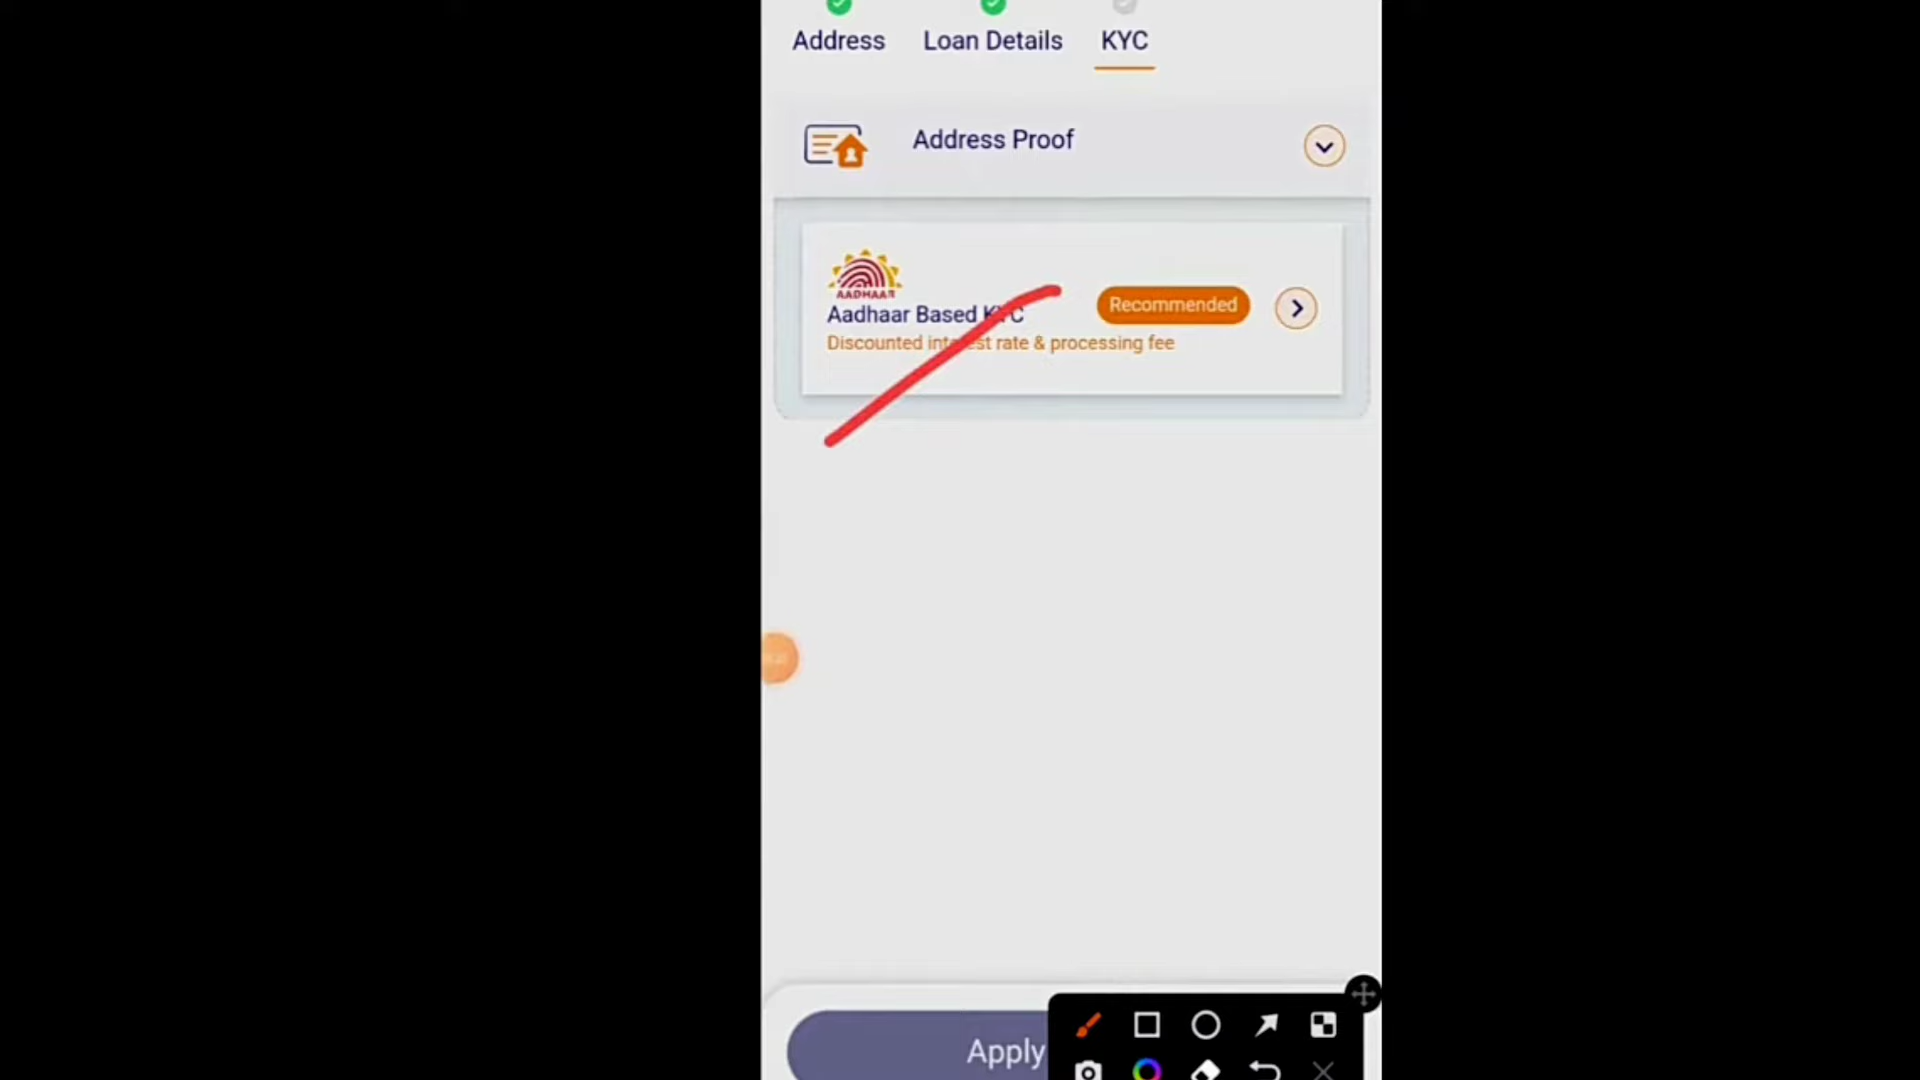 Address Loan Details KYC
Address Proof
AADHAAR
Aadhaar Based KYC
Recommended
Discounted interest rate & processing fee
Apply